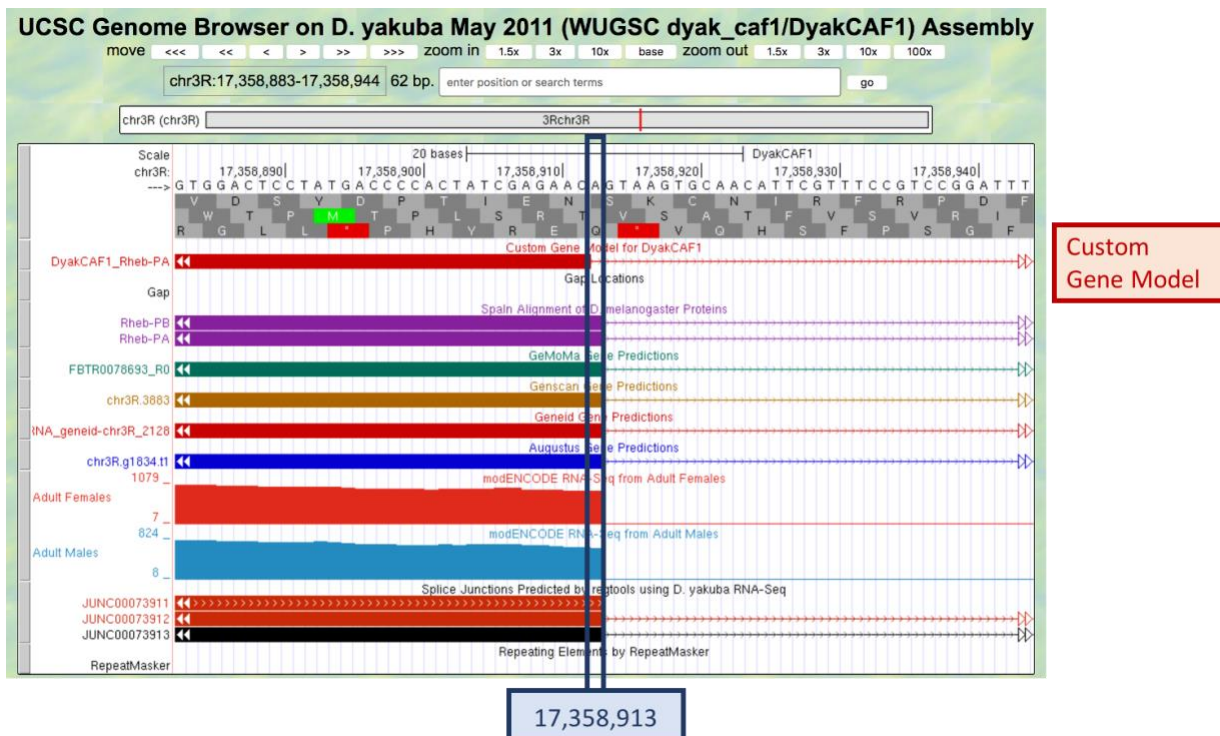 UCSC Genome Browser on D. yakuba May 2011 (WUGSC dyak_caf1/DyakCAF1) Assembly
move <<< << < > >> >>> zoom in 1.5x 3x 10x base zoom out 1.5x 3x 10x 100x
chr3R:17,358,883-17,358,944 62 bp. enter position or search terms go
chr3R (chr3R) 3Rchr3R
Scale 20 bases DyakCAF1
chr3R: 17,358,890 17,358,900 17,358,910 17,358,920 17,358,930 17,358,940
---> G T G G A C T C C T A T G A C C C C A C T A T C G A G A A C A G T A A G T G C A A C A T T C G T T T C C G T C C G G A T T T
V D S Y D P T I E N S K C N I R F R P D F
W T P M T P L S R T V S A T F V S V R I
R G L L * P H Y R E Q * V Q H S F P S G F
Custom Gene Model for DyakCAF1
DyakCAF1_Rheb-PA
Gap Locations
Gap
Spaln Alignment of D. melanogaster Proteins
Rheb-PB
Rheb-PA
GeMoMa Gene Predictions
FBTR0078693_R0
Genscan Gene Predictions
chr3R.3883
Geneid Gene Predictions
RNA_geneid-chr3R_2128
Augustus Gene Predictions
chr3R.g1834.t1
modENCODE RNA-Seq from Adult Females
1079 _
Adult Females
7 _
modENCODE RNA-Seq from Adult Males
824 _
Adult Males
8 _
Splice Junctions Predicted by regtools using D. yakuba RNA-Seq
JUNC00073911
JUNC00073912
JUNC00073913
Repeating Elements by RepeatMasker
RepeatMasker
Custom
Gene Model
17,358,913